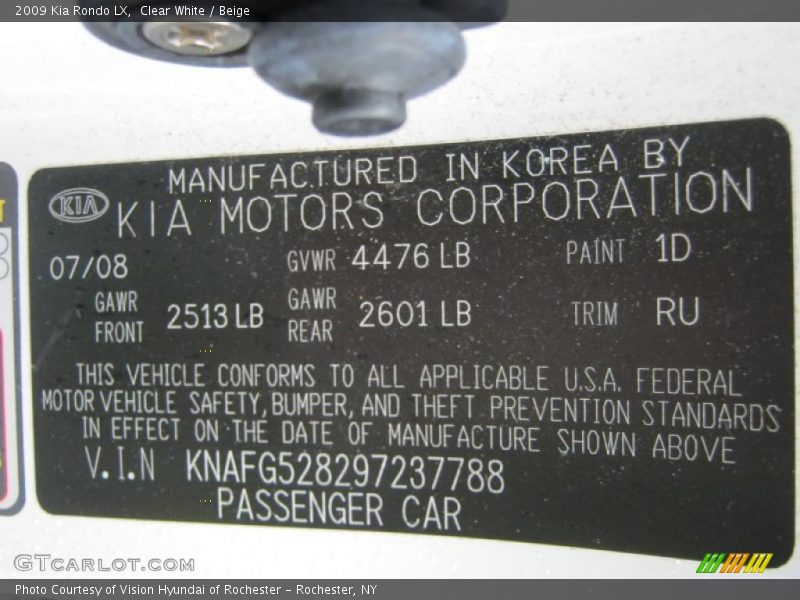 2009 Kia Rondo LX,  Clear White / Beige
MANUFACTURED IN KOREA BY
KIA KIA MOTORS CORPORATION
07/08 GVWR 4476 LB PAINT 1D
GAWR FRONT 2513 LB GAWR REAR 2601 LB TRIM RU
THIS VEHICLE CONFORMS TO ALL APPLICABLE U.S.A. FEDERAL
MOTOR VEHICLE SAFETY, BUMPER, AND THEFT PREVENTION STANDARDS
IN EFFECT ON THE DATE OF MANUFACTURE SHOWN ABOVE
V.I.N KNAFG528297237788
PASSENGER CAR
GTcarlot.com
Photo Courtesy of Vision Hyundai of Rochester - Rochester, NY